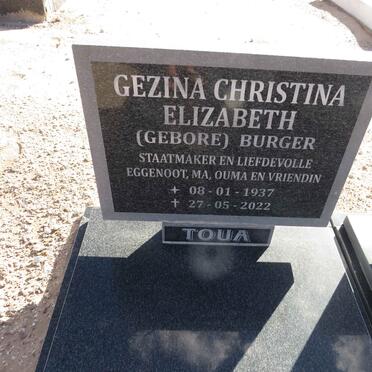 GEZINA CHRISTINA
ELIZABETH
(GEBORE) BURGER
STAATMAKER EN LIEFDEVOLLE
EGGENOOT, MA, OUMA EN VRIENDIN
+ 08 - 01 - 1937
✝ 27 - 05 - 2022
TOUA